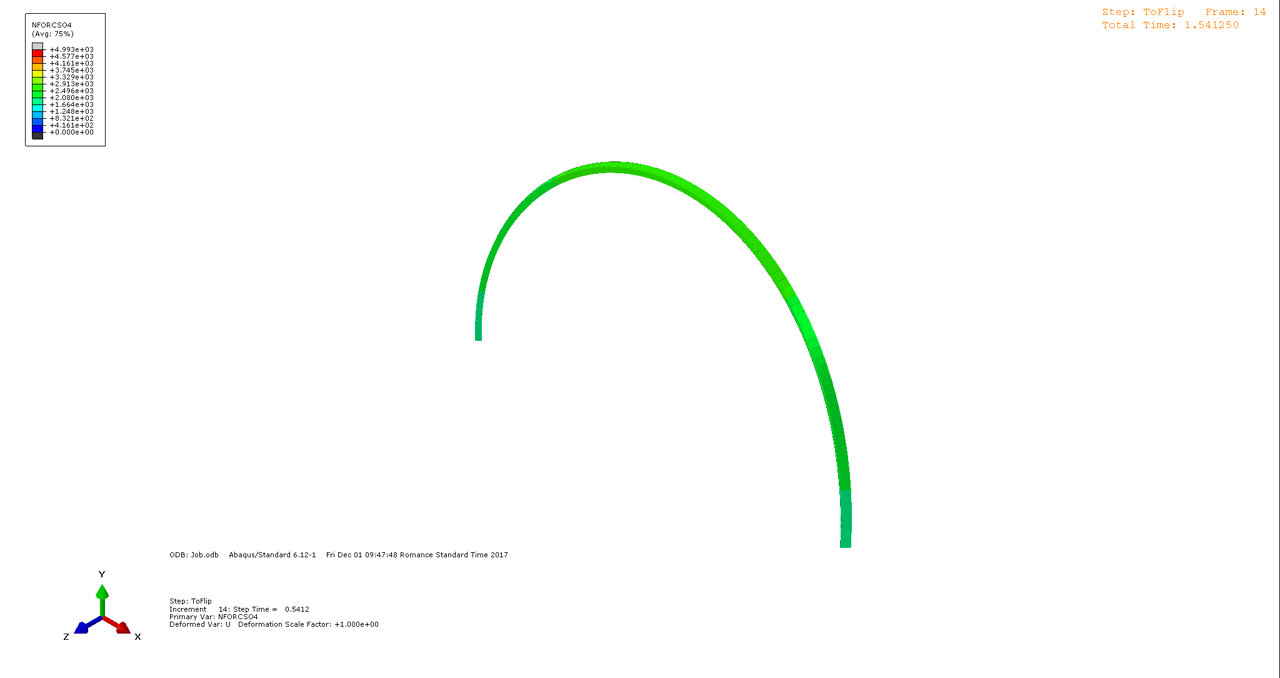 NFORCSO4
(Avg: 75%)
+4.993e+03
+4.577e+03
+4.161e+03
+3.745e+03
+3.329e+03
+2.913e+03
+2.496e+03
+2.080e+03
+1.664e+03
+1.248e+03
+8.321e+02
+4.161e+02
+0.000e+00
Step: ToFlip   Frame: 14
Total Time: 1.541250
ODB: Job.odb    Abaqus/Standard 6.12-1    Fri Dec 01 09:47:48 Romance Standard Time 2017
Y
Z
X
Step: ToFlip
Increment     14: Step Time =    0.5412
Primary Var: NFORCSO4
Deformed Var: U   Deformation Scale Factor: +1.000e+00